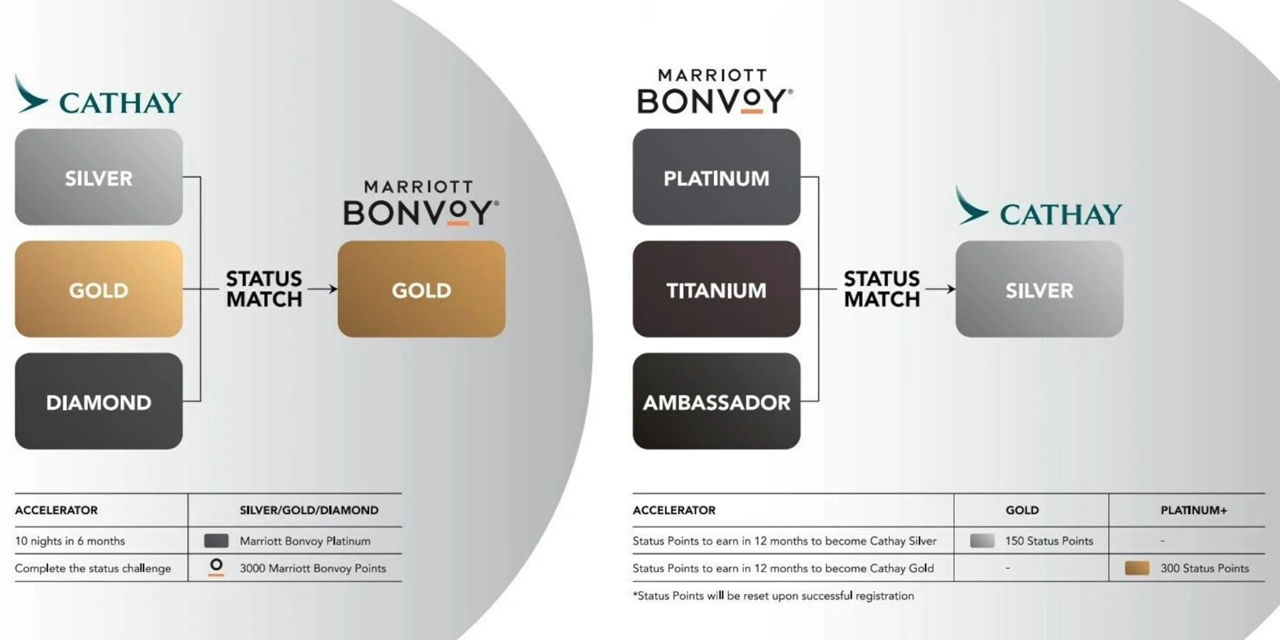 CATHAY
SILVER
GOLD
DIAMOND
STATUS
MATCH
MARRIOTT
BONVOY®
GOLD
ACCELERATOR SILVER/GOLD/DIAMOND
10 nights in 6 months Marriott Bonvoy Platinum
Complete the status challenge 3000 Marriott Bonvoy Points
MARRIOTT
BONVOY®
PLATINUM
TITANIUM
AMBASSADOR
STATUS
MATCH
CATHAY
SILVER
ACCELERATOR GOLD PLATINUM+
Status Points to earn in 12 months to become Cathay Silver 150 Status Points -
Status Points to earn in 12 months to become Cathay Gold - 300 Status Points
*Status Points will be reset upon successful registration